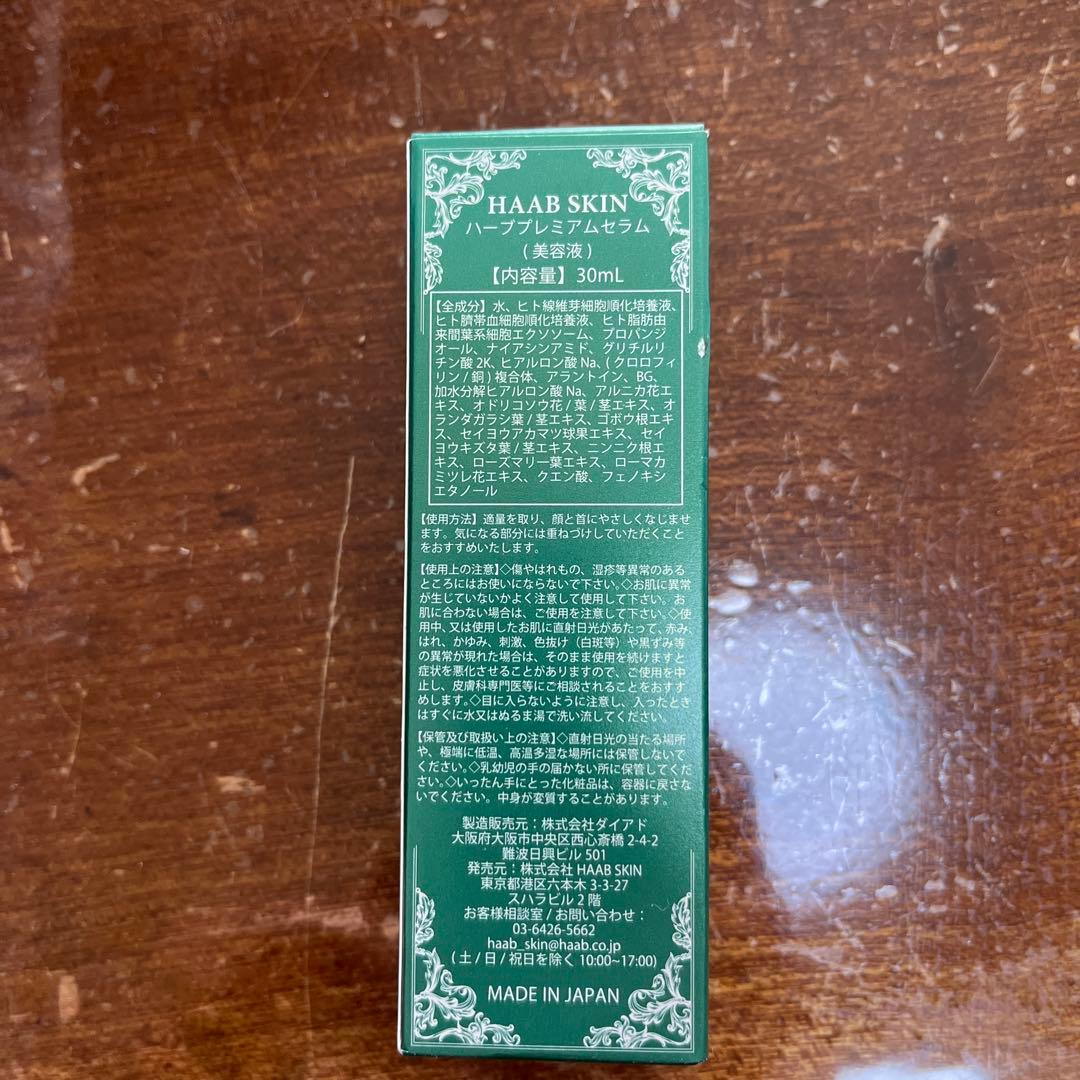 HAAB SKIN
ハーブプレミアムセラム
( 美容液 )
【内容量】 30mL
【全成分】水、ヒト線維芽細胞順化培養液、
ヒト臍帯血細胞順化培養液、ヒト脂肪由
来間葉系細胞エクソソーム、プロパンジ
オール、ナイアシンアミド、グリチルリ
チン酸 2K、ヒアルロン酸 Na、( クロロフィ
リン / 銅 ) 複合体、アラントイン、BG、
加水分解ヒアルロン酸 Na、アルニカ花エ
キス、オドリコソウ花 / 葉 / 茎エキス、オ
ランダガラシ葉 / 茎エキス、ゴボウ根エキ
ス、セイヨウアカマツ球果エキス、セイ
ヨウキズタ葉 / 茎エキス、ニンニク根エ
キス、ローズマリー葉エキス、ローマカ
ミツレ花エキス、クエン酸、フェノキシ
エタノール
【使用方法】適量を取り、顔と首にやさしくなじませ
ます。気になる部分には重ねづけしていただくこと
をおすすめいたします。
【使用上の注意】◇傷やはれもの、湿疹等異常のある
ところにはお使いにならないで下さい。◇お肌に異常
が生じていないかよく注意して使用して下さい。お
肌に合わない場合は、ご使用を注意して下さい。◇使
用中、又は使用したお肌に直射日光があたって、赤み、
はれ、かゆみ、刺激、色抜け（白斑等）や黒ずみ等
の異常が現れた場合は、そのまま使用を続けますと
症状を悪化させることがありますので、ご使用を中
止し、皮膚科専門医等にご相談されることをおすす
めします。◇目に入らないように注意し、入ったとき
はすぐに水又はぬるま湯で洗い流してください。
【保管及び取扱い上の注意】◇直射日光の当たる場所
や、極端に低温、高温多湿な場所には保管しないで
ください。◇乳幼児の手の届かない所に保管してくだ
さい。◇いったん手にとった化粧品は、容器に戻さな
いでください。中身が変質することがあります。
製造販売元：株式会社ダイアド
大阪府大阪市中央区西心斎橋 2-4-2
難波日興ビル 501
発売元：株式会社 HAAB SKIN
東京都港区六本木 3-3-27
スハラビル 2 階
お客様相談室 / お問い合わせ：
03-6426-5662
haab_skin@haab.co.jp
( 土 / 日 / 祝日を除く 10:00~17:00)
MADE IN JAPAN